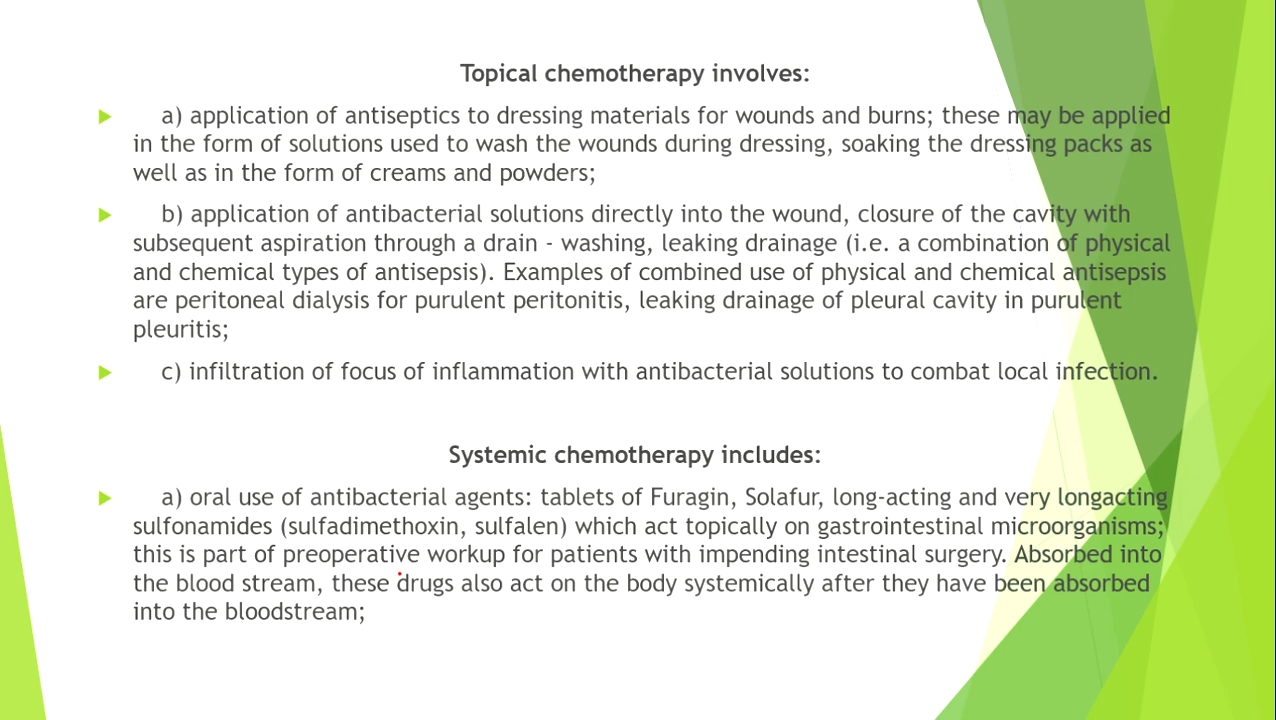 Topical chemotherapy involves:
a) application of antiseptics to dressing materials for wounds and burns; these may be applied
in the form of solutions used to wash the wounds during dressing, soaking the dressing packs as
well as in the form of creams and powders;
b) application of antibacterial solutions directly into the wound, closure of the cavity with
subsequent aspiration through a drain - washing, leaking drainage (i.e. a combination of physical
and chemical types of antisepsis). Examples of combined use of physical and chemical antisepsis
are peritoneal dialysis for purulent peritonitis, leaking drainage of pleural cavity in purulent
pleuritis;
c) infiltration of focus of inflammation with antibacterial solutions to combat local infection.
Systemic chemotherapy includes:
a) oral use of antibacterial agents: tablets of Furagin, Solafur, long-acting and very longacting
sulfonamides (sulfadimethoxin, sulfalen) which act topically on gastrointestinal microorganisms;
this is part of preoperative workup for patients with impending intestinal surgery. Absorbed into
the blood stream, these drugs also act on the body systemically after they have been absorbed
into the bloodstream;